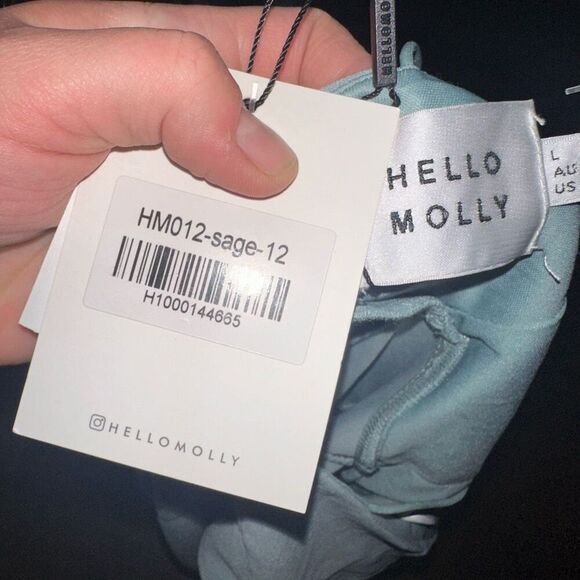 HM012-sage-12
H1000144665
HELLOMOLLY
HELLO
MOLLY
L
AU
US